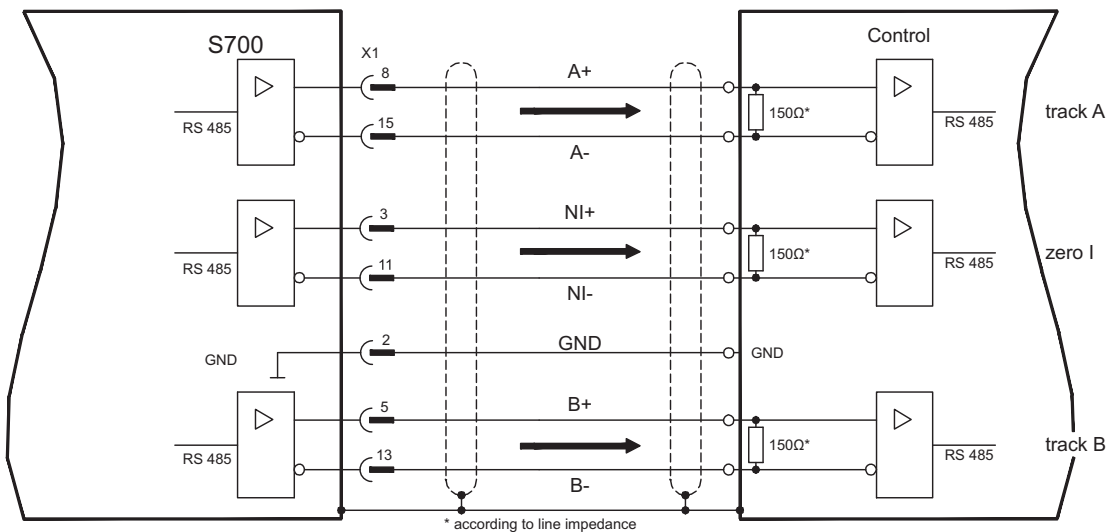 S700
X1
Control
8
A+
RS 485
150Ω*
RS 485
track A
15
A-
3
NI+
RS 485
150Ω*
RS 485
zero I
11
NI-
2
GND
GND
GND
5
B+
RS 485
150Ω*
RS 485
track B
13
B-
* according to line impedance